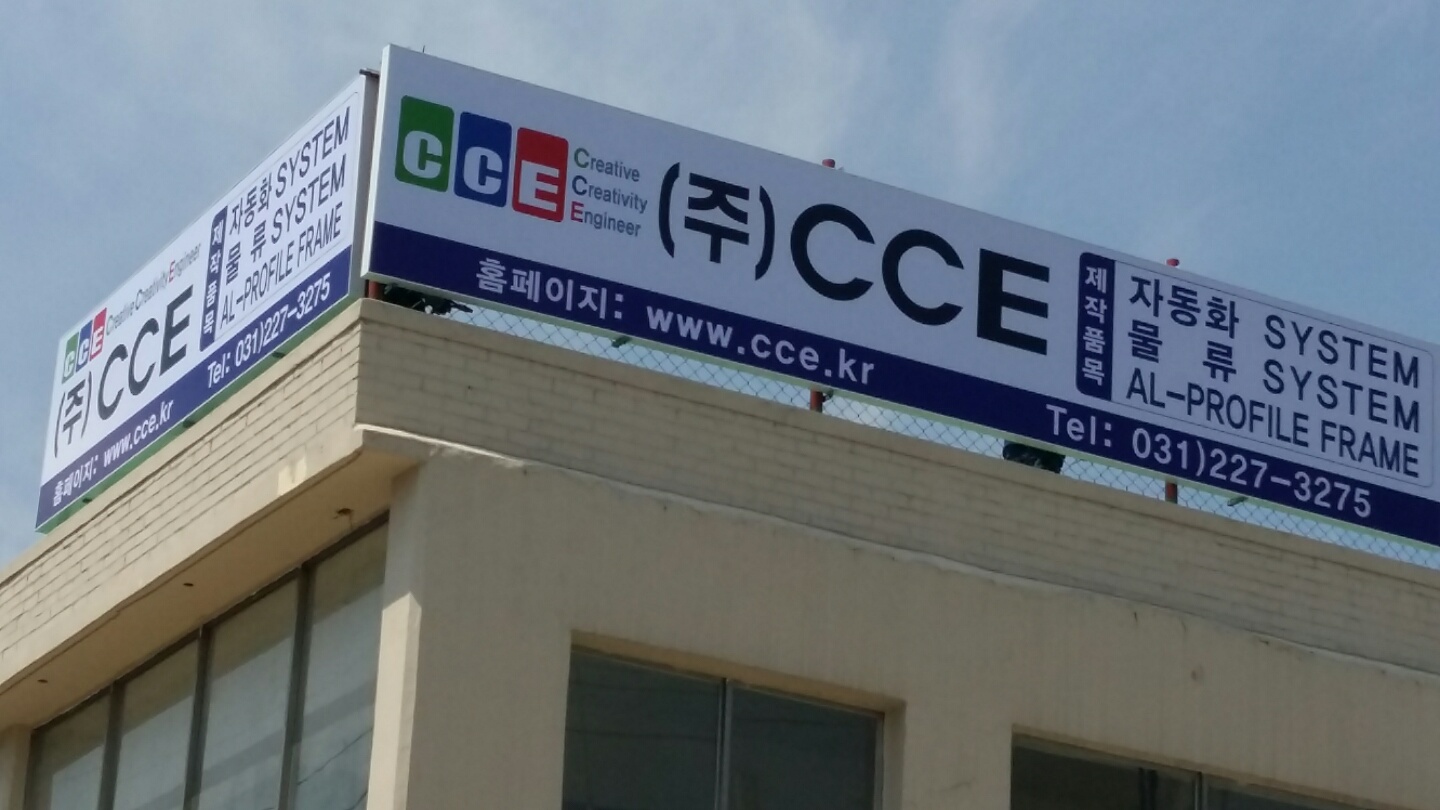 CCE Creative Creativity Engineer
(주)CCE
제작품목
자동화 SYSTEM
물 류 SYSTEM
AL-PROFILE FRAME
홈페이지: www.cce.kr
Tel: 031)227-3275
CCE
Creative
Creativity
Engineer
(주)CCE
제작품목
자동화 SYSTEM
물 류 SYSTEM
AL-PROFILE FRAME
홈페이지: www.cce.kr
Tel: 031)227-3275